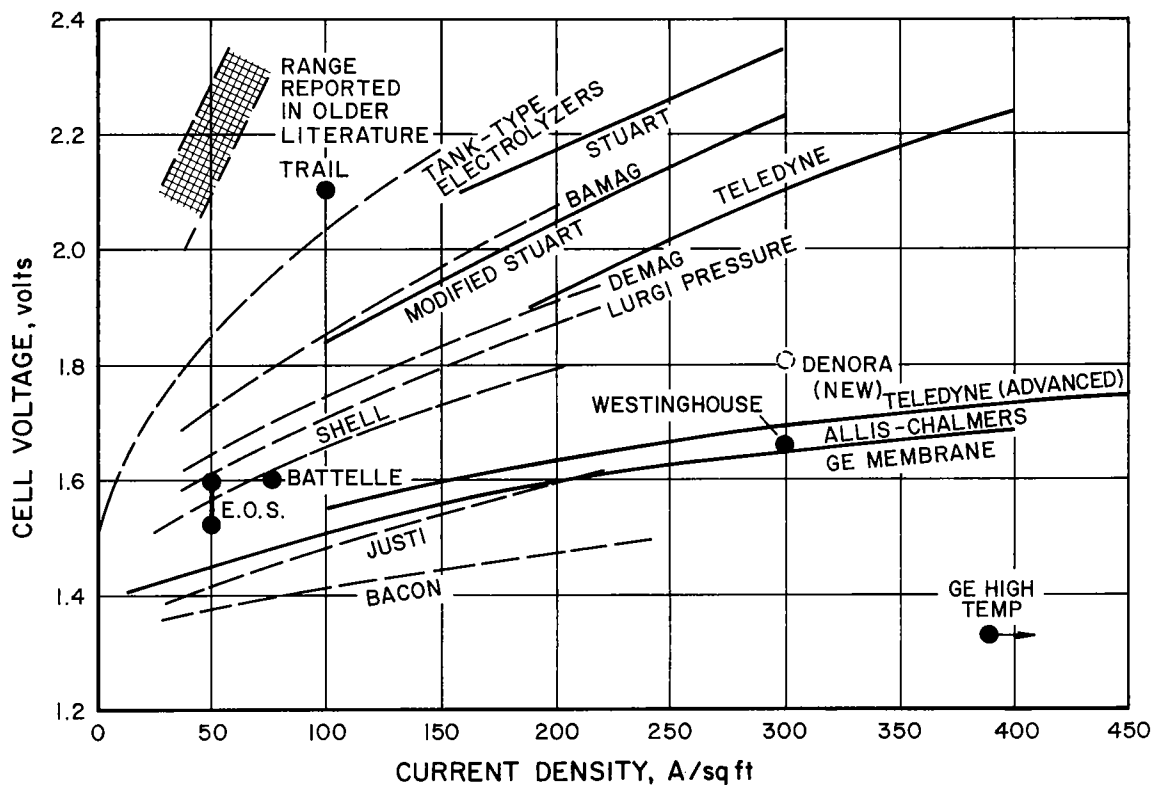 2.4
2.2
2.0
1.8
1.6
1.4
1.2
CELL VOLTAGE, volts
RANGE
REPORTED
IN OLDER
LITERATURE
TRAIL
TANK-TYPE
ELECTROLYZERS
STUART
BAMAG
MODIFIED STUART
TELEDYNE
DEMAG
LURGI PRESSURE
SHELL
DENORA
(NEW)
TELEDYNE (ADVANCED)
WESTINGHOUSE
ALLIS-CHALMERS
GE MEMBRANE
BATTELLE
E.O.S.
JUSTI
BACON
GE HIGH
TEMP
0 50 100 150 200 250 300 350 400 450
CURRENT DENSITY, A/sq ft